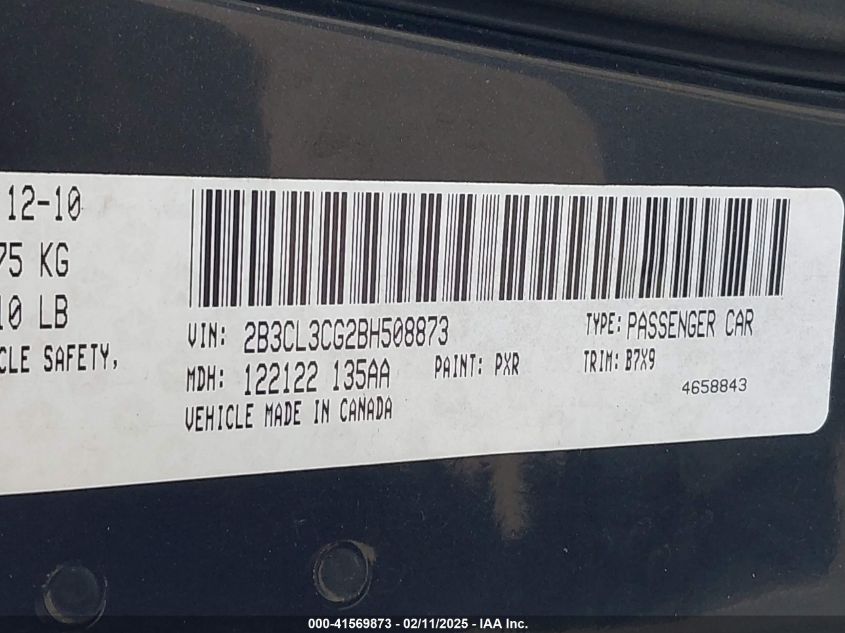 12-10
75 KG
10 LB
CLE SAFETY,
VIN: 2B3CL3CG2BH508873
TYPE: PASSENGER CAR
MDH: 122122 135AA
PAINT: PXR
TRIM: B7X9
VEHICLE MADE IN CANADA
4658843
000-41569873 - 02/11/2025 - IAA Inc.